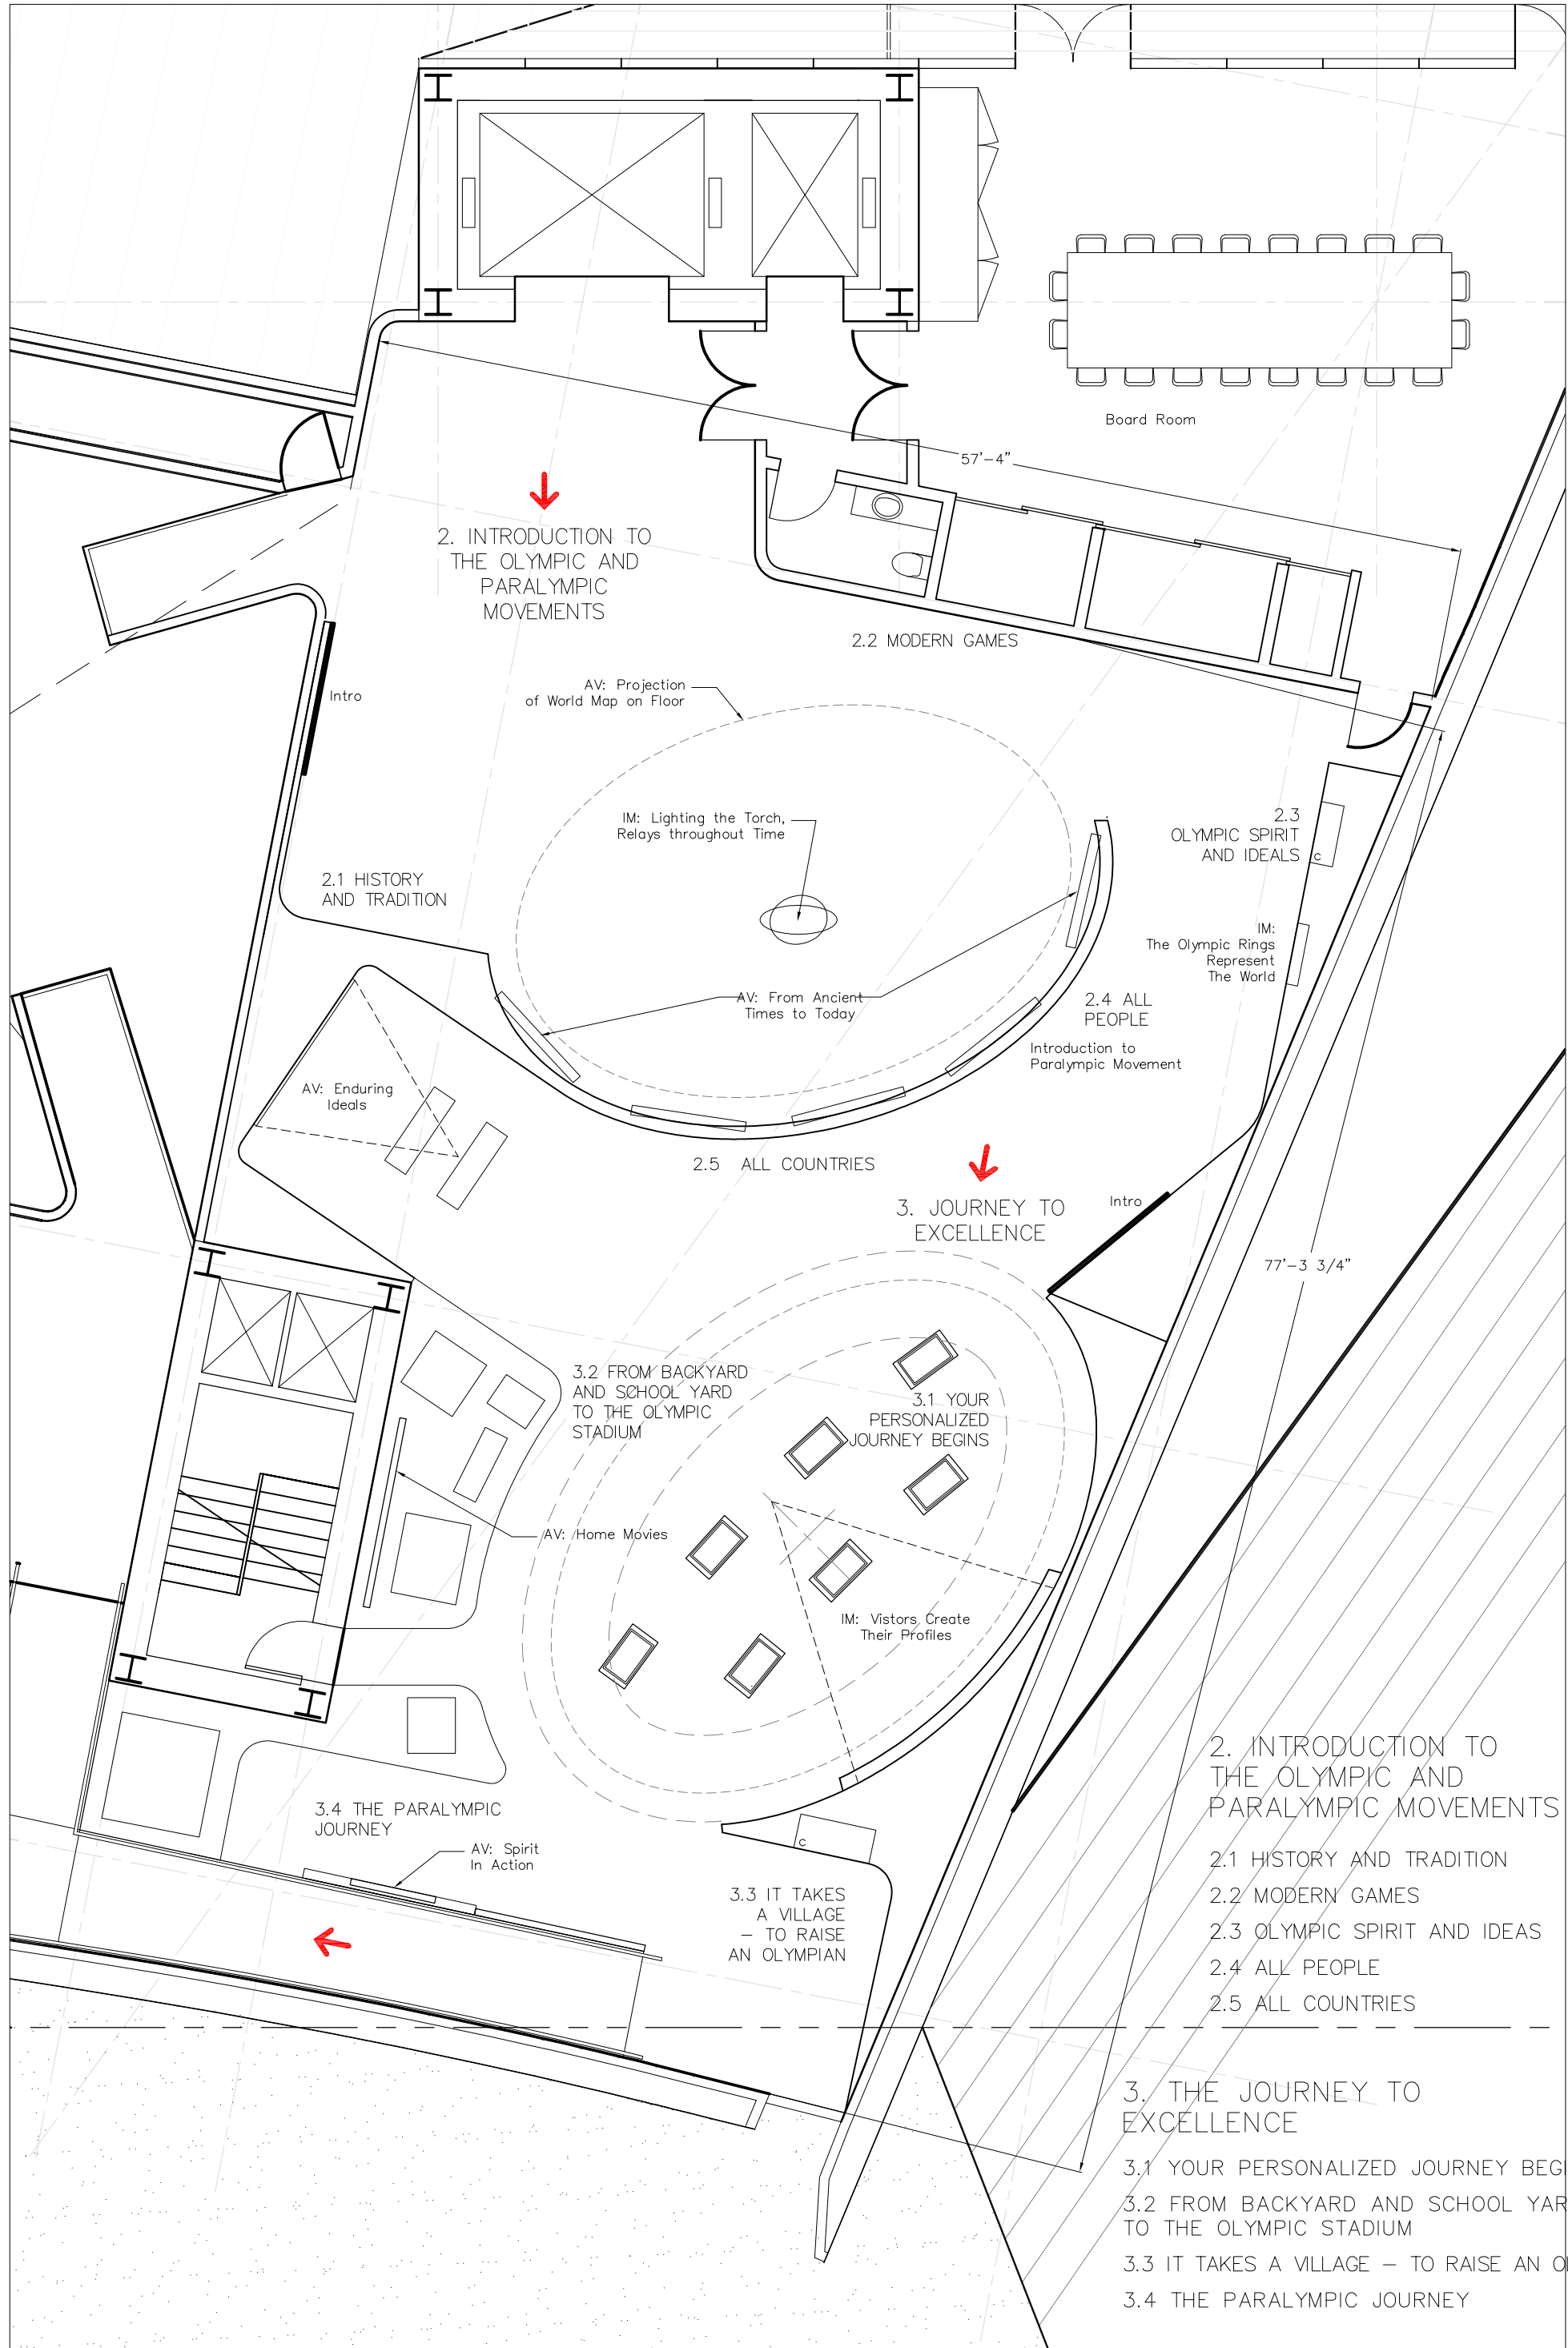 Board Room
57'-4"
2. INTRODUCTION TO
THE OLYMPIC AND
PARALYMPIC
MOVEMENTS
2.2 MODERN GAMES
AV: Projection
of World Map on Floor
Intro
IM: Lighting the Torch,
Relays throughout Time
2.3
OLYMPIC SPIRIT
AND IDEALS
C
2.1 HISTORY
AND TRADITION
IM:
The Olympic Rings
Represent
The World
AV: From Ancient
Times to Today
2.4 ALL
PEOPLE
Introduction to
Paralympic Movement
AV: Enduring
Ideals
2.5 ALL COUNTRIES
3. JOURNEY TO
EXCELLENCE
Intro
77'-3 3/4"
3.2 FROM BACKYARD
AND SCHOOL YARD
TO THE OLYMPIC
STADIUM
3.1 YOUR
PERSONALIZED
JOURNEY BEGINS
AV: Home Movies
IM: Vistors Create
Their Profiles
3.4 THE PARALYMPIC
JOURNEY
AV: Spirit
In Action
C
3.3 IT TAKES
A VILLAGE
– TO RAISE
AN OLYMPIAN
2. INTRODUCTION TO
THE OLYMPIC AND
PARALYMPIC MOVEMENTS
2.1 HISTORY AND TRADITION
2.2 MODERN GAMES
2.3 OLYMPIC SPIRIT AND IDEAS
2.4 ALL PEOPLE
2.5 ALL COUNTRIES
3. THE JOURNEY TO
EXCELLENCE
3.1 YOUR PERSONALIZED JOURNEY BEGI
3.2 FROM BACKYARD AND SCHOOL YAR
TO THE OLYMPIC STADIUM
3.3 IT TAKES A VILLAGE – TO RAISE AN O
3.4 THE PARALYMPIC JOURNEY